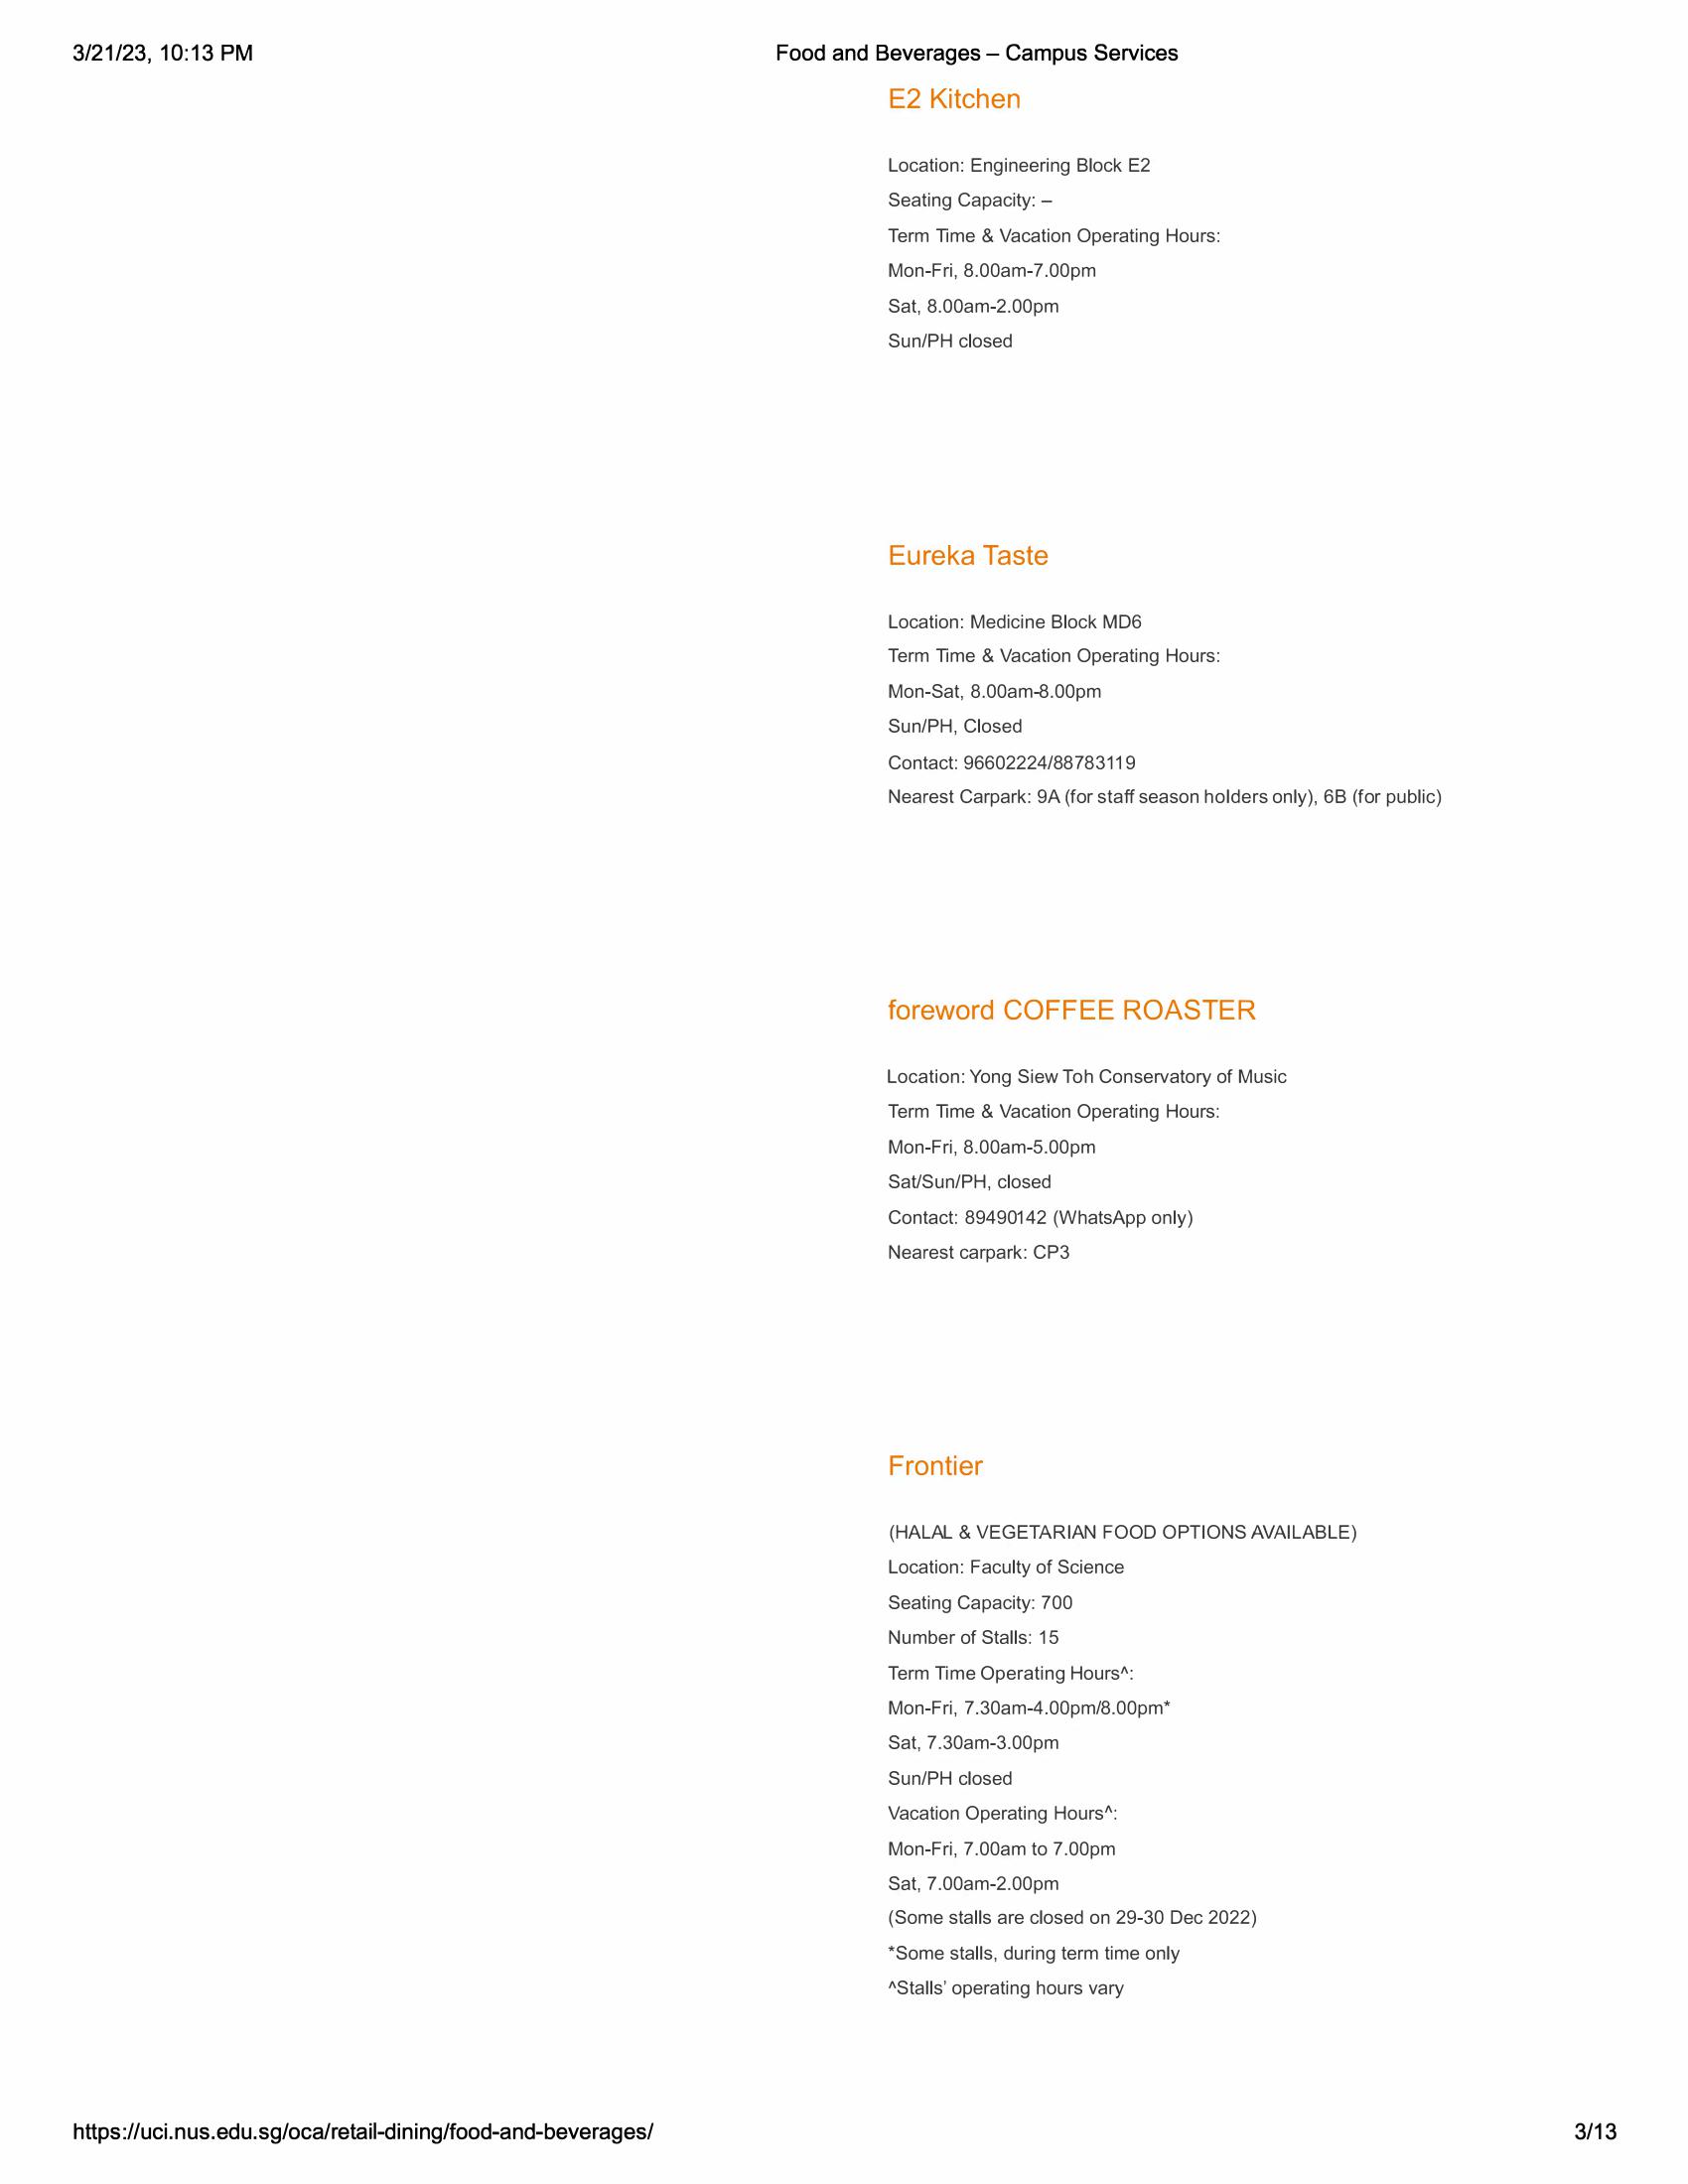 3/21/23, 10:13 PM
Food and Beverages – Campus Services
E2 Kitchen
Location: Engineering Block E2
Seating Capacity: –
Term Time & Vacation Operating Hours:
Mon-Fri, 8.00am-7.00pm
Sat, 8.00am-2.00pm
Sun/PH closed
Eureka Taste
Location: Medicine Block MD6
Term Time & Vacation Operating Hours:
Mon-Sat, 8.00am-8.00pm
Sun/PH, Closed
Contact: 96602224/88783119
Nearest Carpark: 9A (for staff season holders only), 6B (for public)
foreword COFFEE ROASTER
Location: Yong Siew Toh Conservatory of Music
Term Time & Vacation Operating Hours:
Mon-Fri, 8.00am-5.00pm
Sat/Sun/PH, closed
Contact: 89490142 (WhatsApp only)
Nearest carpark: CP3
Frontier
(HALAL & VEGETARIAN FOOD OPTIONS AVAILABLE)
Location: Faculty of Science
Seating Capacity: 700
Number of Stalls: 15
Term Time Operating Hours^:
Mon-Fri, 7.30am-4.00pm/8.00pm*
Sat, 7.30am-3.00pm
Sun/PH closed
Vacation Operating Hours^:
Mon-Fri, 7.00am to 7.00pm
Sat, 7.00am-2.00pm
(Some stalls are closed on 29-30 Dec 2022)
*Some stalls, during term time only
^Stalls’ operating hours vary
https://uci.nus.edu.sg/oca/retail-dining/food-and-beverages/
3/13